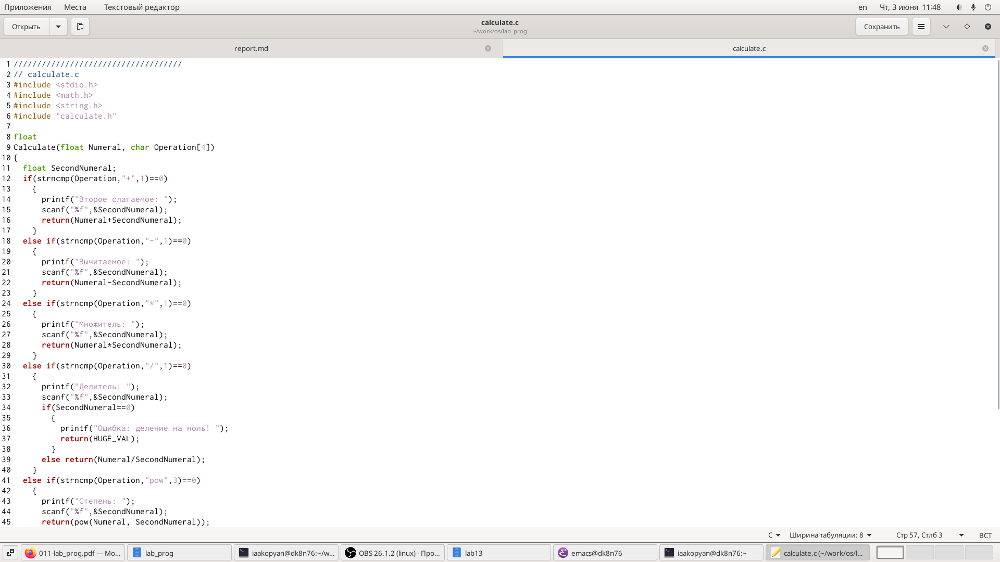 Приложения Места Текстовый редактор en Чт, 3 июня 11:48
Открыть calculate.c Сохранить
~/work/os/lab_prog
report.md calculate.c
1 ////////////////////////////////////
2 // calculate.c
3 #include <stdio.h>
4 #include <math.h>
5 #include <string.h>
6 #include "calculate.h"
7
8 float
9 Calculate(float Numeral, char Operation[4])
10 {
11   float SecondNumeral;
12   if(strncmp(Operation,"+",1)==0)
13     {
14       printf("Второе слагаемое: ");
15       scanf("%f",&SecondNumeral);
16       return(Numeral+SecondNumeral);
17     }
18   else if(strncmp(Operation,"-",1)==0)
19     {
20       printf("Вычитаемое: ");
21       scanf("%f",&SecondNumeral);
22       return(Numeral-SecondNumeral);
23     }
24   else if(strncmp(Operation,"*",1)==0)
25     {
26       printf("Множитель: ");
27       scanf("%f",&SecondNumeral);
28       return(Numeral*SecondNumeral);
29     }
30   else if(strncmp(Operation,"/",1)==0)
31     {
32       printf("Делитель: ");
33       scanf("%f",&SecondNumeral);
34       if(SecondNumeral==0)
35         {
36           printf("Ошибка: деление на ноль! ");
37           return(HUGE_VAL);
38         }
39       else return(Numeral/SecondNumeral);
40     }
41   else if(strncmp(Operation,"pow",3)==0)
42     {
43       printf("Степень: ");
44       scanf("%f",&SecondNumeral);
45       return(pow(Numeral, SecondNumeral));
C Ширина табуляции: 8 Стр 57, Стлб 3 ВСТ
011-lab_prog.pdf — Mo... lab_prog iaakopyan@dk8n76:~/w... OBS 26.1.2 (linux) - Про... lab13 emacs@dk8n76 iaakopyan@dk8n76:~ calculate.c (~/work/os/l...